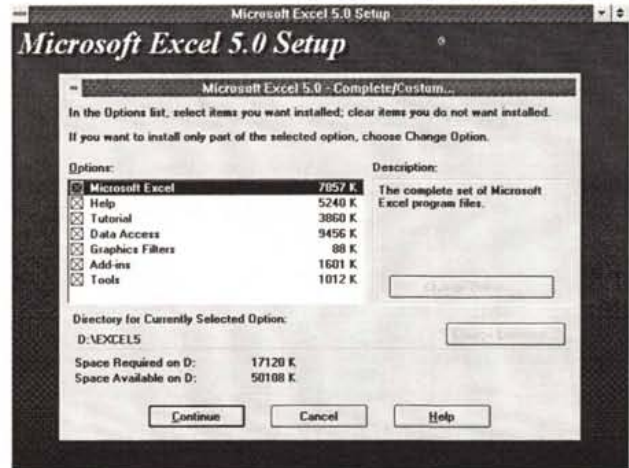 Microsoft Excel 5.0 Setup
Microsoft Excel 5.0 Setup
Microsoft Excel 5.0 - Complete/Custom...
In the Options list, select items you want installed; clear items you do not want installed.
If you want to install only part of the selected option, choose Change Option.
Options:
Description:
Microsoft Excel 7057 K
Help 5240 K
Tutorial 3860 K
Data Access 9456 K
Graphics Filters 88 K
Add-ins 1601 K
Tools 1012 K
The complete set of Microsoft
Excel program files.
Directory for Currently Selected Option:
D:\EXCEL5
Space Required on D: 17120 K
Space Available on D: 50108 K
Continue
Cancel
Help